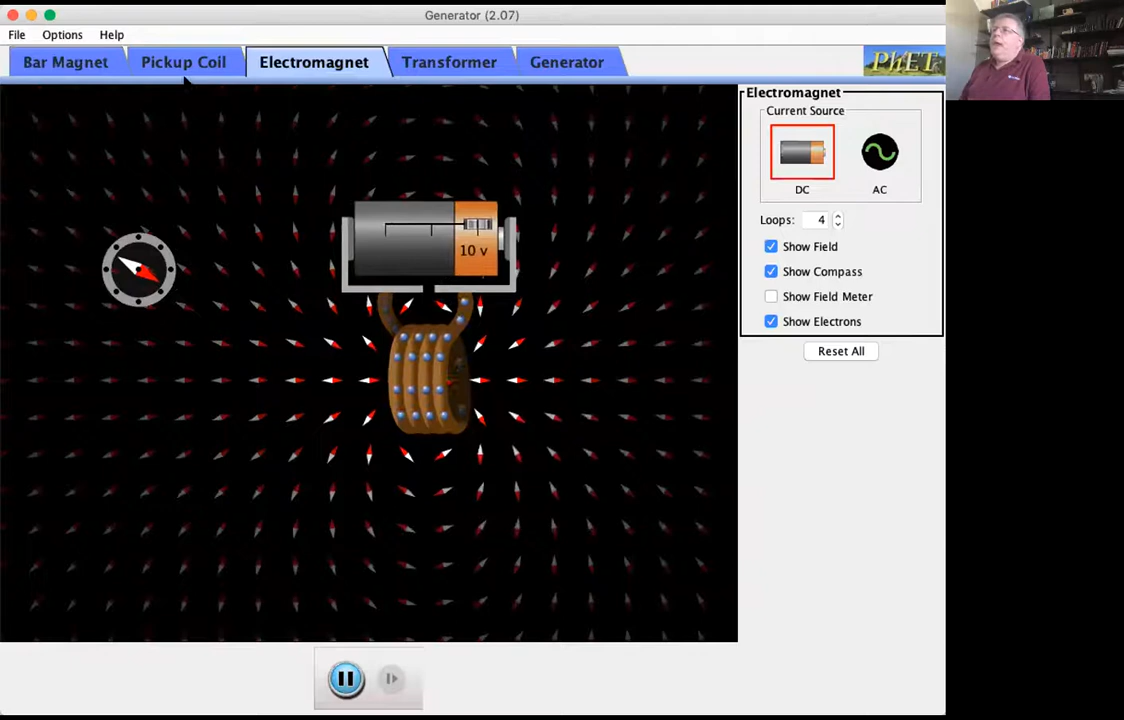 Generator (2.07)
File Options Help
Bar Magnet Pickup Coil Electromagnet Transformer Generator
PhET
Electromagnet
Current Source
DC AC
Loops: 4
Show Field
Show Compass
Show Field Meter
Show Electrons
Reset All
10 v